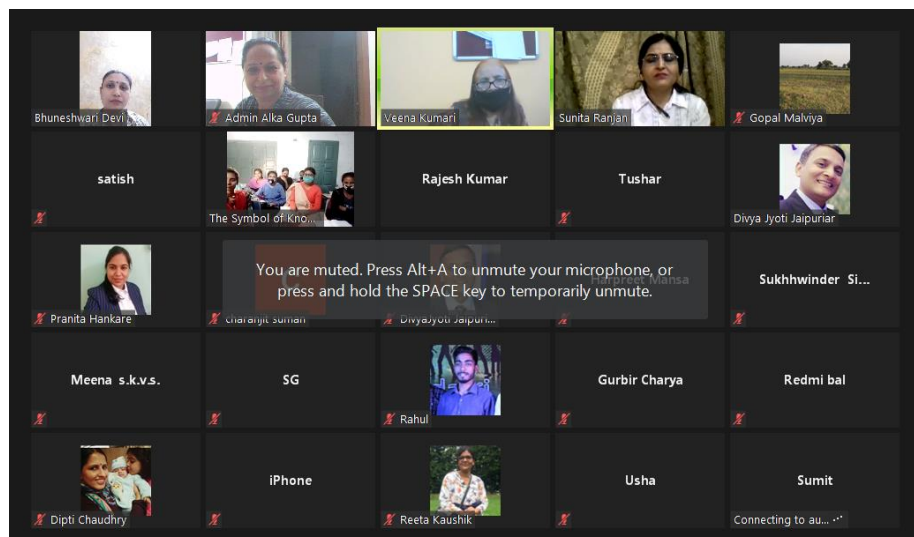 Bhuneshwari Devi
Admin Alka Gupta
Veena Kumari
Sunita Ranjan
Gopal Malviya
satish
The Symbol of Kno...
Rajesh Kumar
Tushar
Divya Jyoti Jaipuriar
You are muted. Press Alt+A to unmute your microphone, or
press and hold the SPACE key to temporarily unmute.
Pranita Hankare
C
charanjit suman
DivyaJyoti Jaipuri...
Harpreet Mansa
Sukhhwinder Si...
Meena s.k.v.s.
SG
Rahul
Gurbir Charya
Redmi bal
Dipti Chaudhry
iPhone
Reeta Kaushik
Usha
Sumit
Connecting to au...